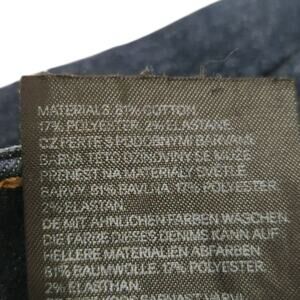 MATERIALS: 81% COTTON
17% POLYESTER, 2% ELASTANE
CZ PERTE S PODOBNÝMI BARVAMI
BARVA TÉTO DŽÍNOVINY SE MŮŽE
PŘENÉST NA MATERIÁLY SVĚTLÉ
BARVY 81% BAVLNA, 17% POLYESTER,
2% ELASTAN
DE MIT ÄHNLICHEN FARBEN WASCHEN.
DIE FARBE DIESES DENIMS KANN AUF
HELLERE MATERIALIEN ABFÄRBEN
81% BAUMWOLLE, 17% POLYESTER,
2% ELASTHAN